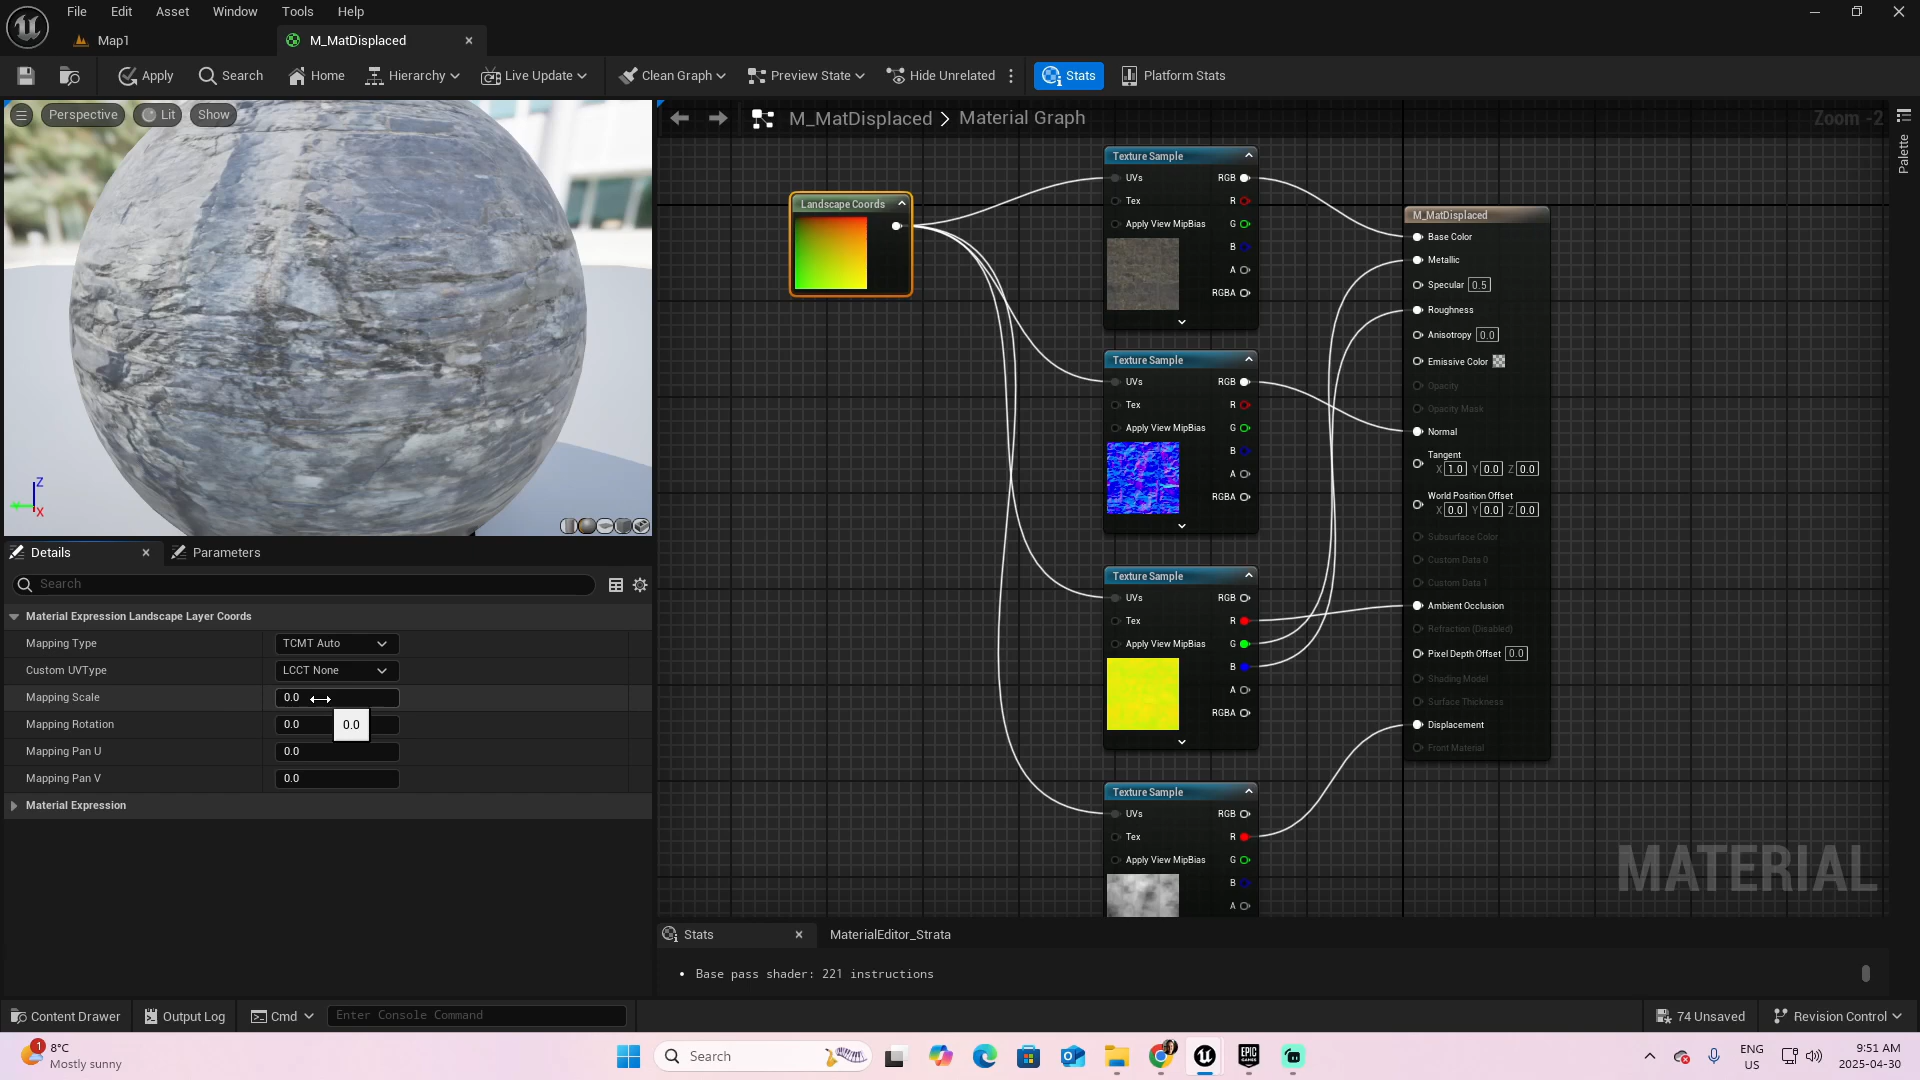 File Edit Asset Window Tools Help
Map1
M_MatDisplaced
Apply Search Home Hierarchy Live Update Clean Graph Preview State Hide Unrelated Stats Platform Stats
Perspective Lit Show
M_MatDisplaced > Material Graph
Zoom -2
Palette
Landscape Coords
Texture Sample
UVs RGB
Tex R
Apply View MipBias G
B
A
RGBA
Texture Sample
UVs RGB
Tex R
Apply View MipBias G
B
A
RGBA
Texture Sample
UVs RGB
Tex R
Apply View MipBias G
B
A
RGBA
Texture Sample
UVs RGB
Tex R
Apply View MipBias G
B
A
M_MatDisplaced
Base Color
Metallic
Specular 0.5
Roughness
Anisotropy 0.0
Emissive Color
Opacity
Opacity Mask
Normal
Tangent
X 1.0 Y 0.0 Z 0.0
World Position Offset
X 0.0 Y 0.0 Z 0.0
Subsurface Color
Custom Data 0
Custom Data 1
Ambient Occlusion
Refraction (Disabled)
Pixel Depth Offset 0.0
Shading Model
Surface Thickness
Displacement
Front Material
MATERIAL
Z
Y
X
Details
Parameters
Search
Material Expression Landscape Layer Coords
Mapping Type TCMT Auto
Custom UVType LCCT None
Mapping Scale 0.0
Mapping Rotation 0.0
0.0
Mapping Pan U 0.0
Mapping Pan V 0.0
Material Expression
Stats
MaterialEditor_Strata
• Base pass shader: 221 instructions
Content Drawer Output Log Cmd Enter Console Command
74 Unsaved Revision Control
1
8°C
Mostly sunny
Search
EPIC
GAMES
ENG
US
9:51 AM
2025-04-30